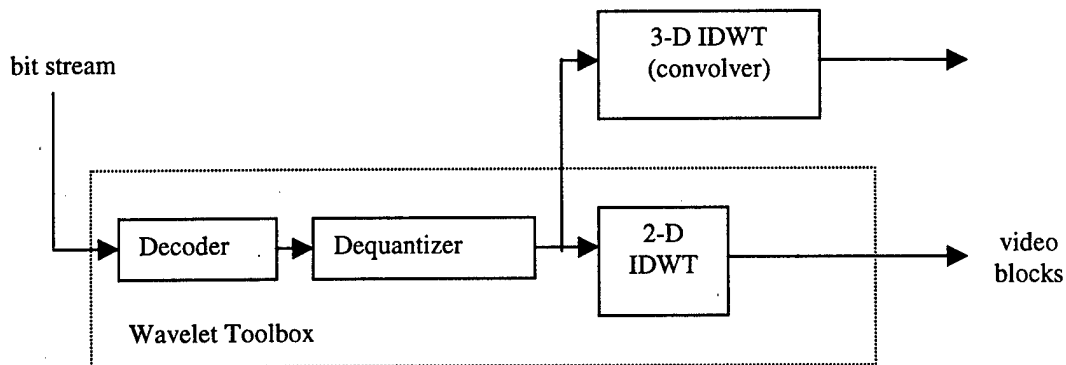 3-D IDWT
(convolver)
bit stream
Decoder
Dequantizer
2-D
IDWT
video
blocks
Wavelet Toolbox